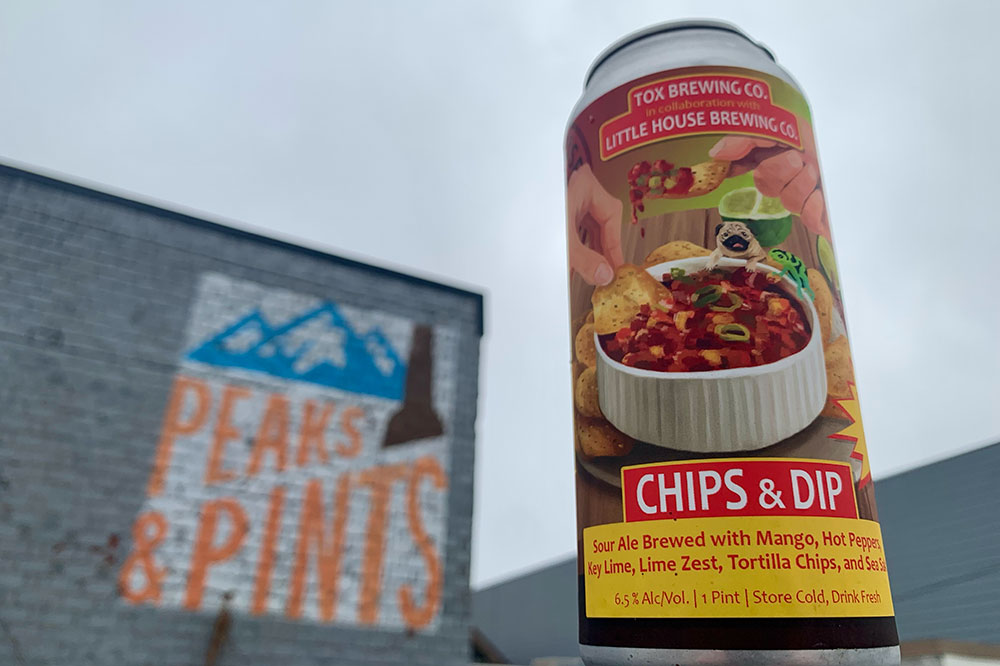 PEAKS
& PINTS
TOX BREWING CO.
in collaboration with
LITTLE HOUSE BREWING CO.
CHIPS & DIP
Sour Ale Brewed with Mango, Hot Peppers,
Key Lime, Lime Zest, Tortilla Chips, and Sea
6.5% Alc/Vol. | 1 Pint | Store Cold, Drink Fresh